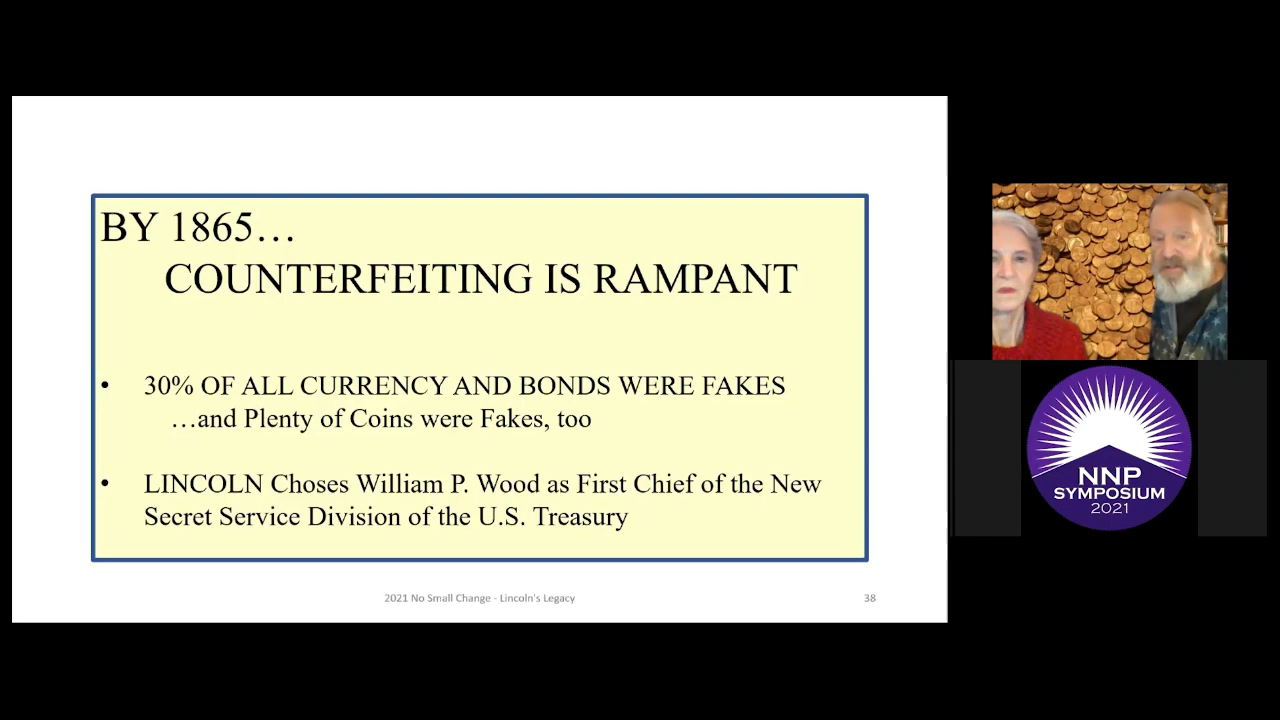 BY 1865…
COUNTERFEITING IS RAMPANT
• 30% OF ALL CURRENCY AND BONDS WERE FAKES
…and Plenty of Coins were Fakes, too
• LINCOLN Choses William P. Wood as First Chief of the New
Secret Service Division of the U.S. Treasury
2021 No Small Change - Lincoln's Legacy
38
NNP
SYMPOSIUM
2021